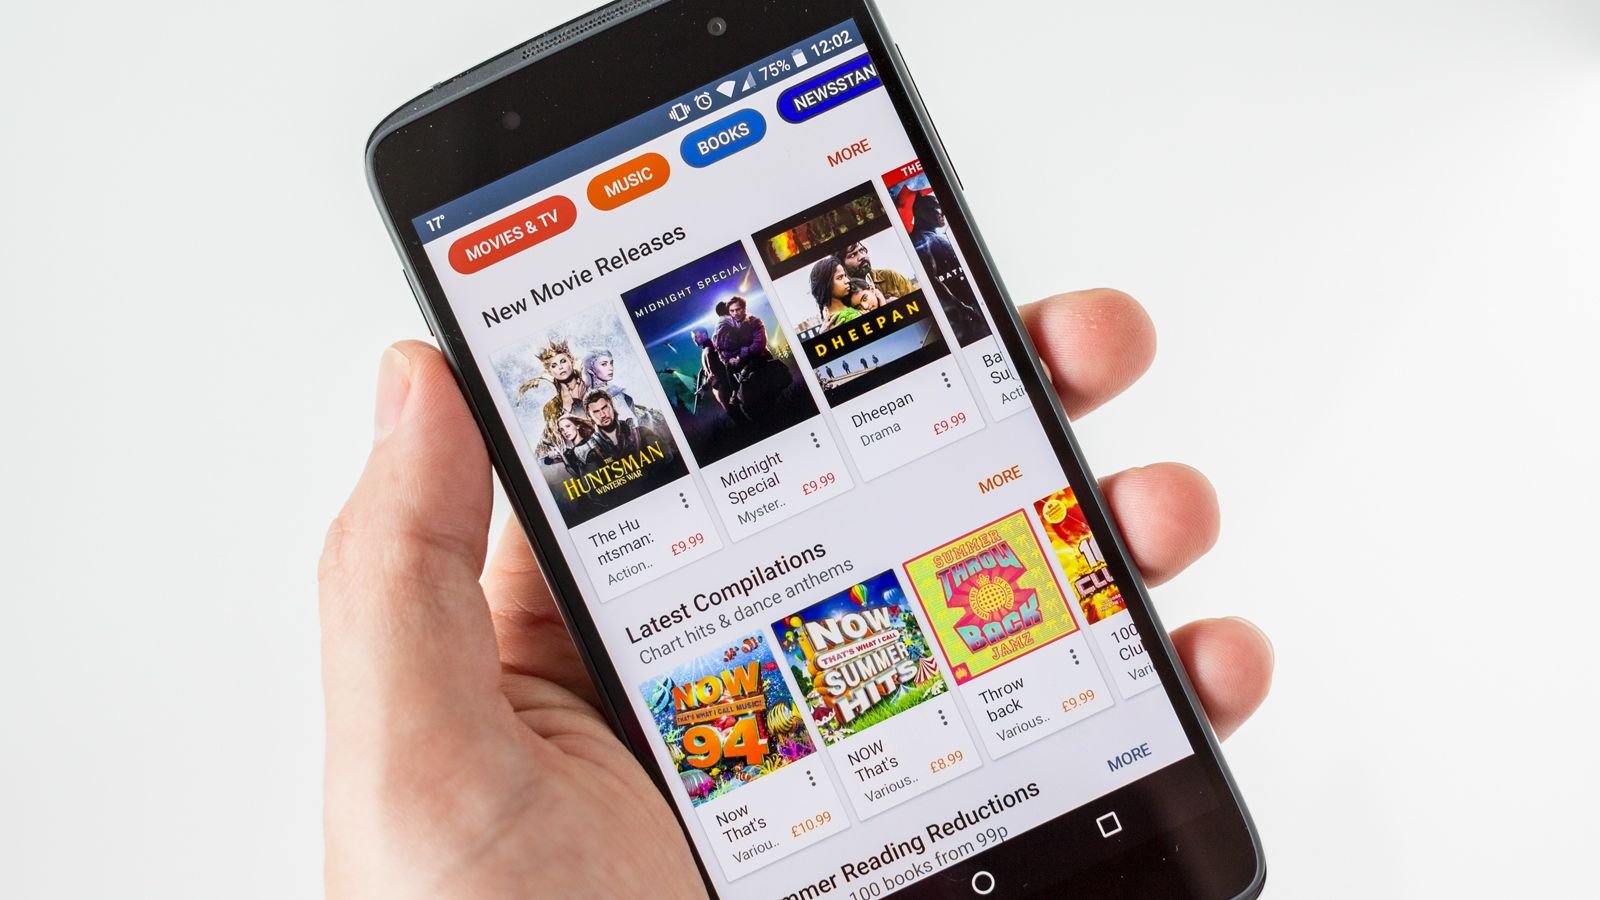 17°
75%
12:02
MOVIES & TV
MUSIC
BOOKS
NEWSSTAN
New Movie Releases
MORE
THE
HUNTSMAN
WINTER'S WAR
MIDNIGHT SPECIAL
DHEEPAN
THE
BAT
The Hu
ntsman:
Action..
£9.99
Midnight
Special
Myster..
£9.99
Dheepan
Drama
£9.99
Ba
Su
Acti
Latest Compilations
MORE
Chart hits & dance anthems
NOW
THAT'S WHAT I CALL MUSIC!
94
NOW
THAT'S WHAT I CALL
SUMMER
HITS
SUMMER
THROW
BACK
JAMZ
Now
That's
Variou..
£10.99
NOW
That's
Various..
£8.99
Throw
back
Various..
£9.99
100
Clu
Vari
mmer Reading Reductions
MORE
100 books from 99p